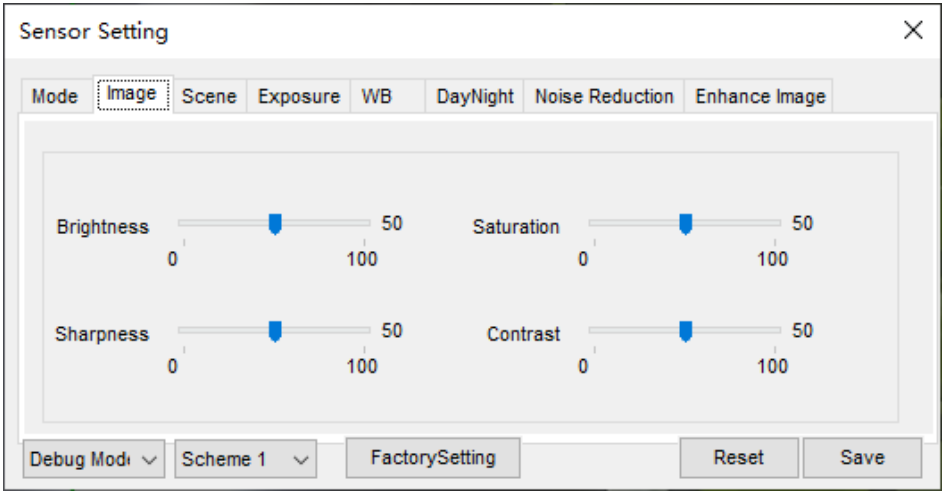 Sensor Setting
Mode Image Scene Exposure WB DayNight Noise Reduction Enhance Image
Brightness 50 Saturation 50
0 100 0 100
Sharpness 50 Contrast 50
0 100 0 100
Debug Mod Scheme 1 FactorySetting Reset Save